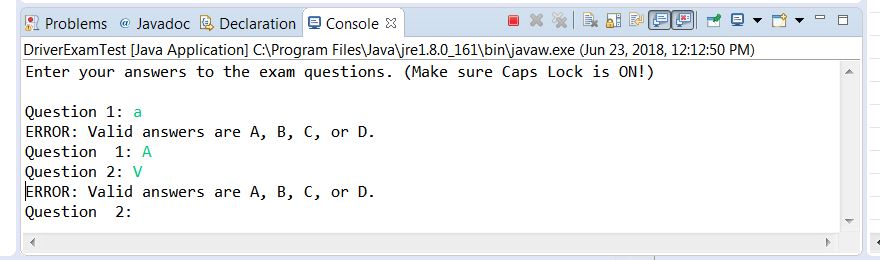 Problems @ Javadoc Declaration Console
DriverExamTest [Java Application] C:\Program Files\Java\jre1.8.0_161\bin\javaw.exe (Jun 23, 2018, 12:12:50 PM)
Enter your answers to the exam questions. (Make sure Caps Lock is ON!)
Question 1: a
ERROR: Valid answers are A, B, C, or D.
Question  1: A
Question 2: V
ERROR: Valid answers are A, B, C, or D.
Question  2: